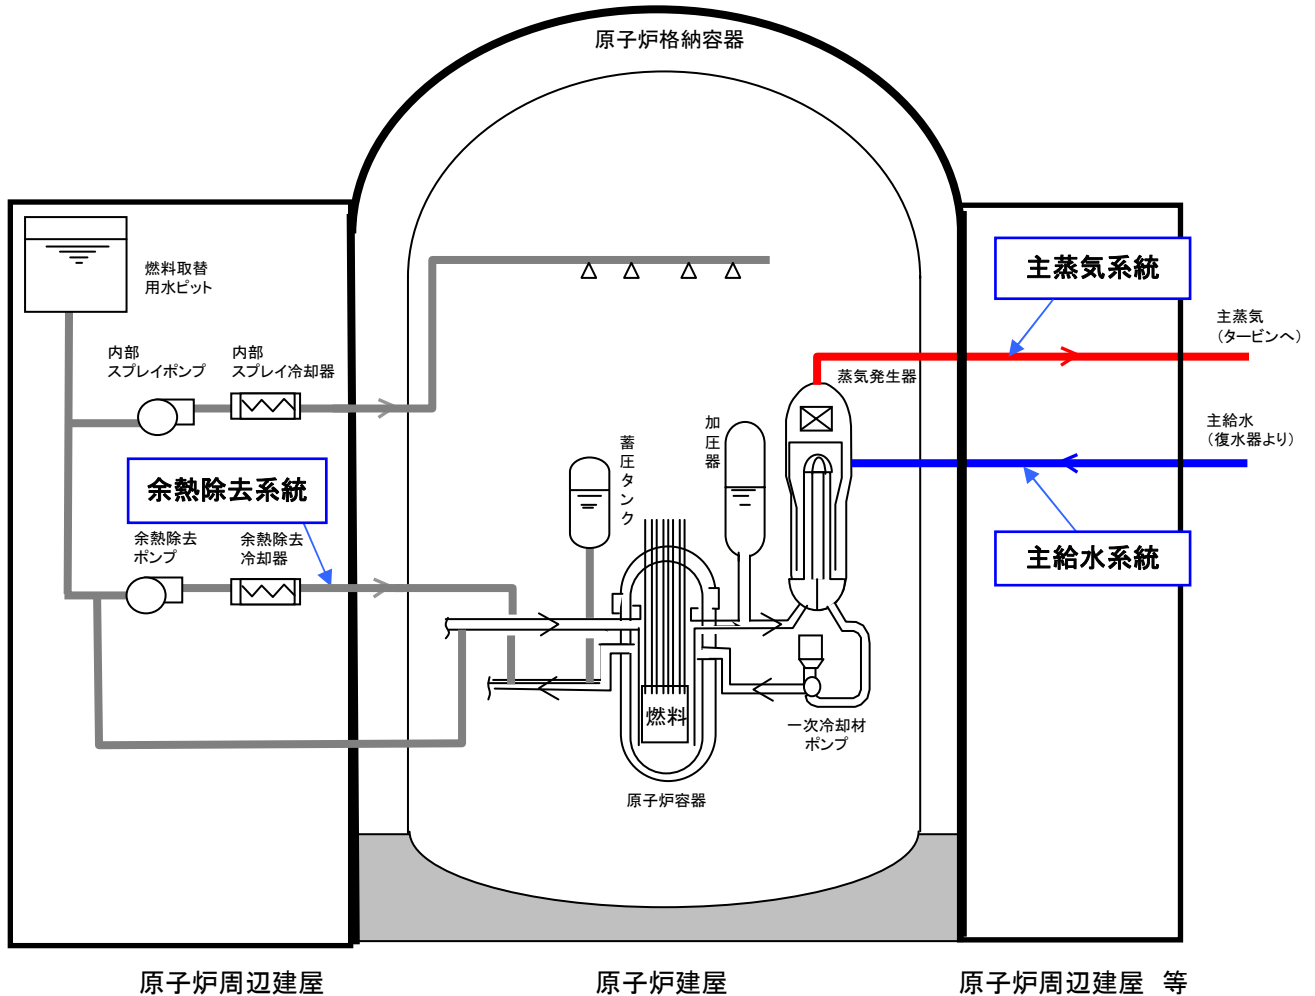 原子炉格納容器
燃料取替
用水ピット
内部
スプレイポンプ
内部
スプレイ冷却器
余熱除去系統
余熱除去
ポンプ
余熱除去
冷却器
蓄圧タンク
加圧器
蒸気発生器
主蒸気系統
主蒸気
（タービンへ）
主給水
（復水器より）
主給水系統
燃料
一次冷却材
ポンプ
原子炉容器
原子炉周辺建屋
原子炉建屋
原子炉周辺建屋 等